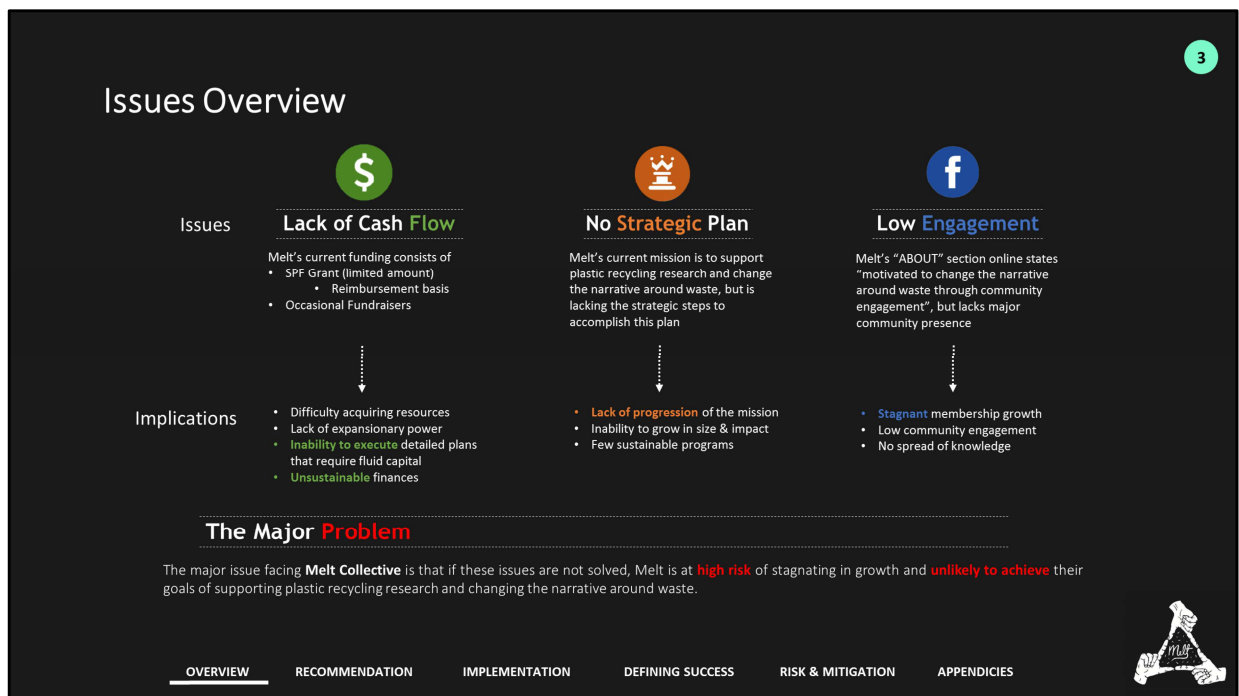 3
Issues Overview
$
f
Issues
Lack of Cash Flow
Melt's current funding consists of
• SPF Grant (limited amount)
• Reimbursement basis
• Occasional Fundraisers
No Strategic Plan
Melt's current mission is to support
plastic recycling research and change
the narrative around waste, but is
lacking the strategic steps to
accomplish this plan
Low Engagement
Melt's "ABOUT" section online states
"motivated to change the narrative
around waste through community
engagement", but lacks major
community presence
Implications
• Difficulty acquiring resources
• Lack of expansionary power
• Inability to execute detailed plans
that require fluid capital
• Unsustainable finances
• Lack of progression of the mission
• Inability to grow in size & impact
• Few sustainable programs
• Stagnant membership growth
• Low community engagement
• No spread of knowledge
The Major Problem
The major issue facing Melt Collective is that if these issues are not solved, Melt is at high risk of stagnating in growth and unlikely to achieve their
goals of supporting plastic recycling research and changing the narrative around waste.
Melt
OVERVIEW RECOMMENDATION IMPLEMENTATION DEFINING SUCCESS RISK & MITIGATION APPENDICIES